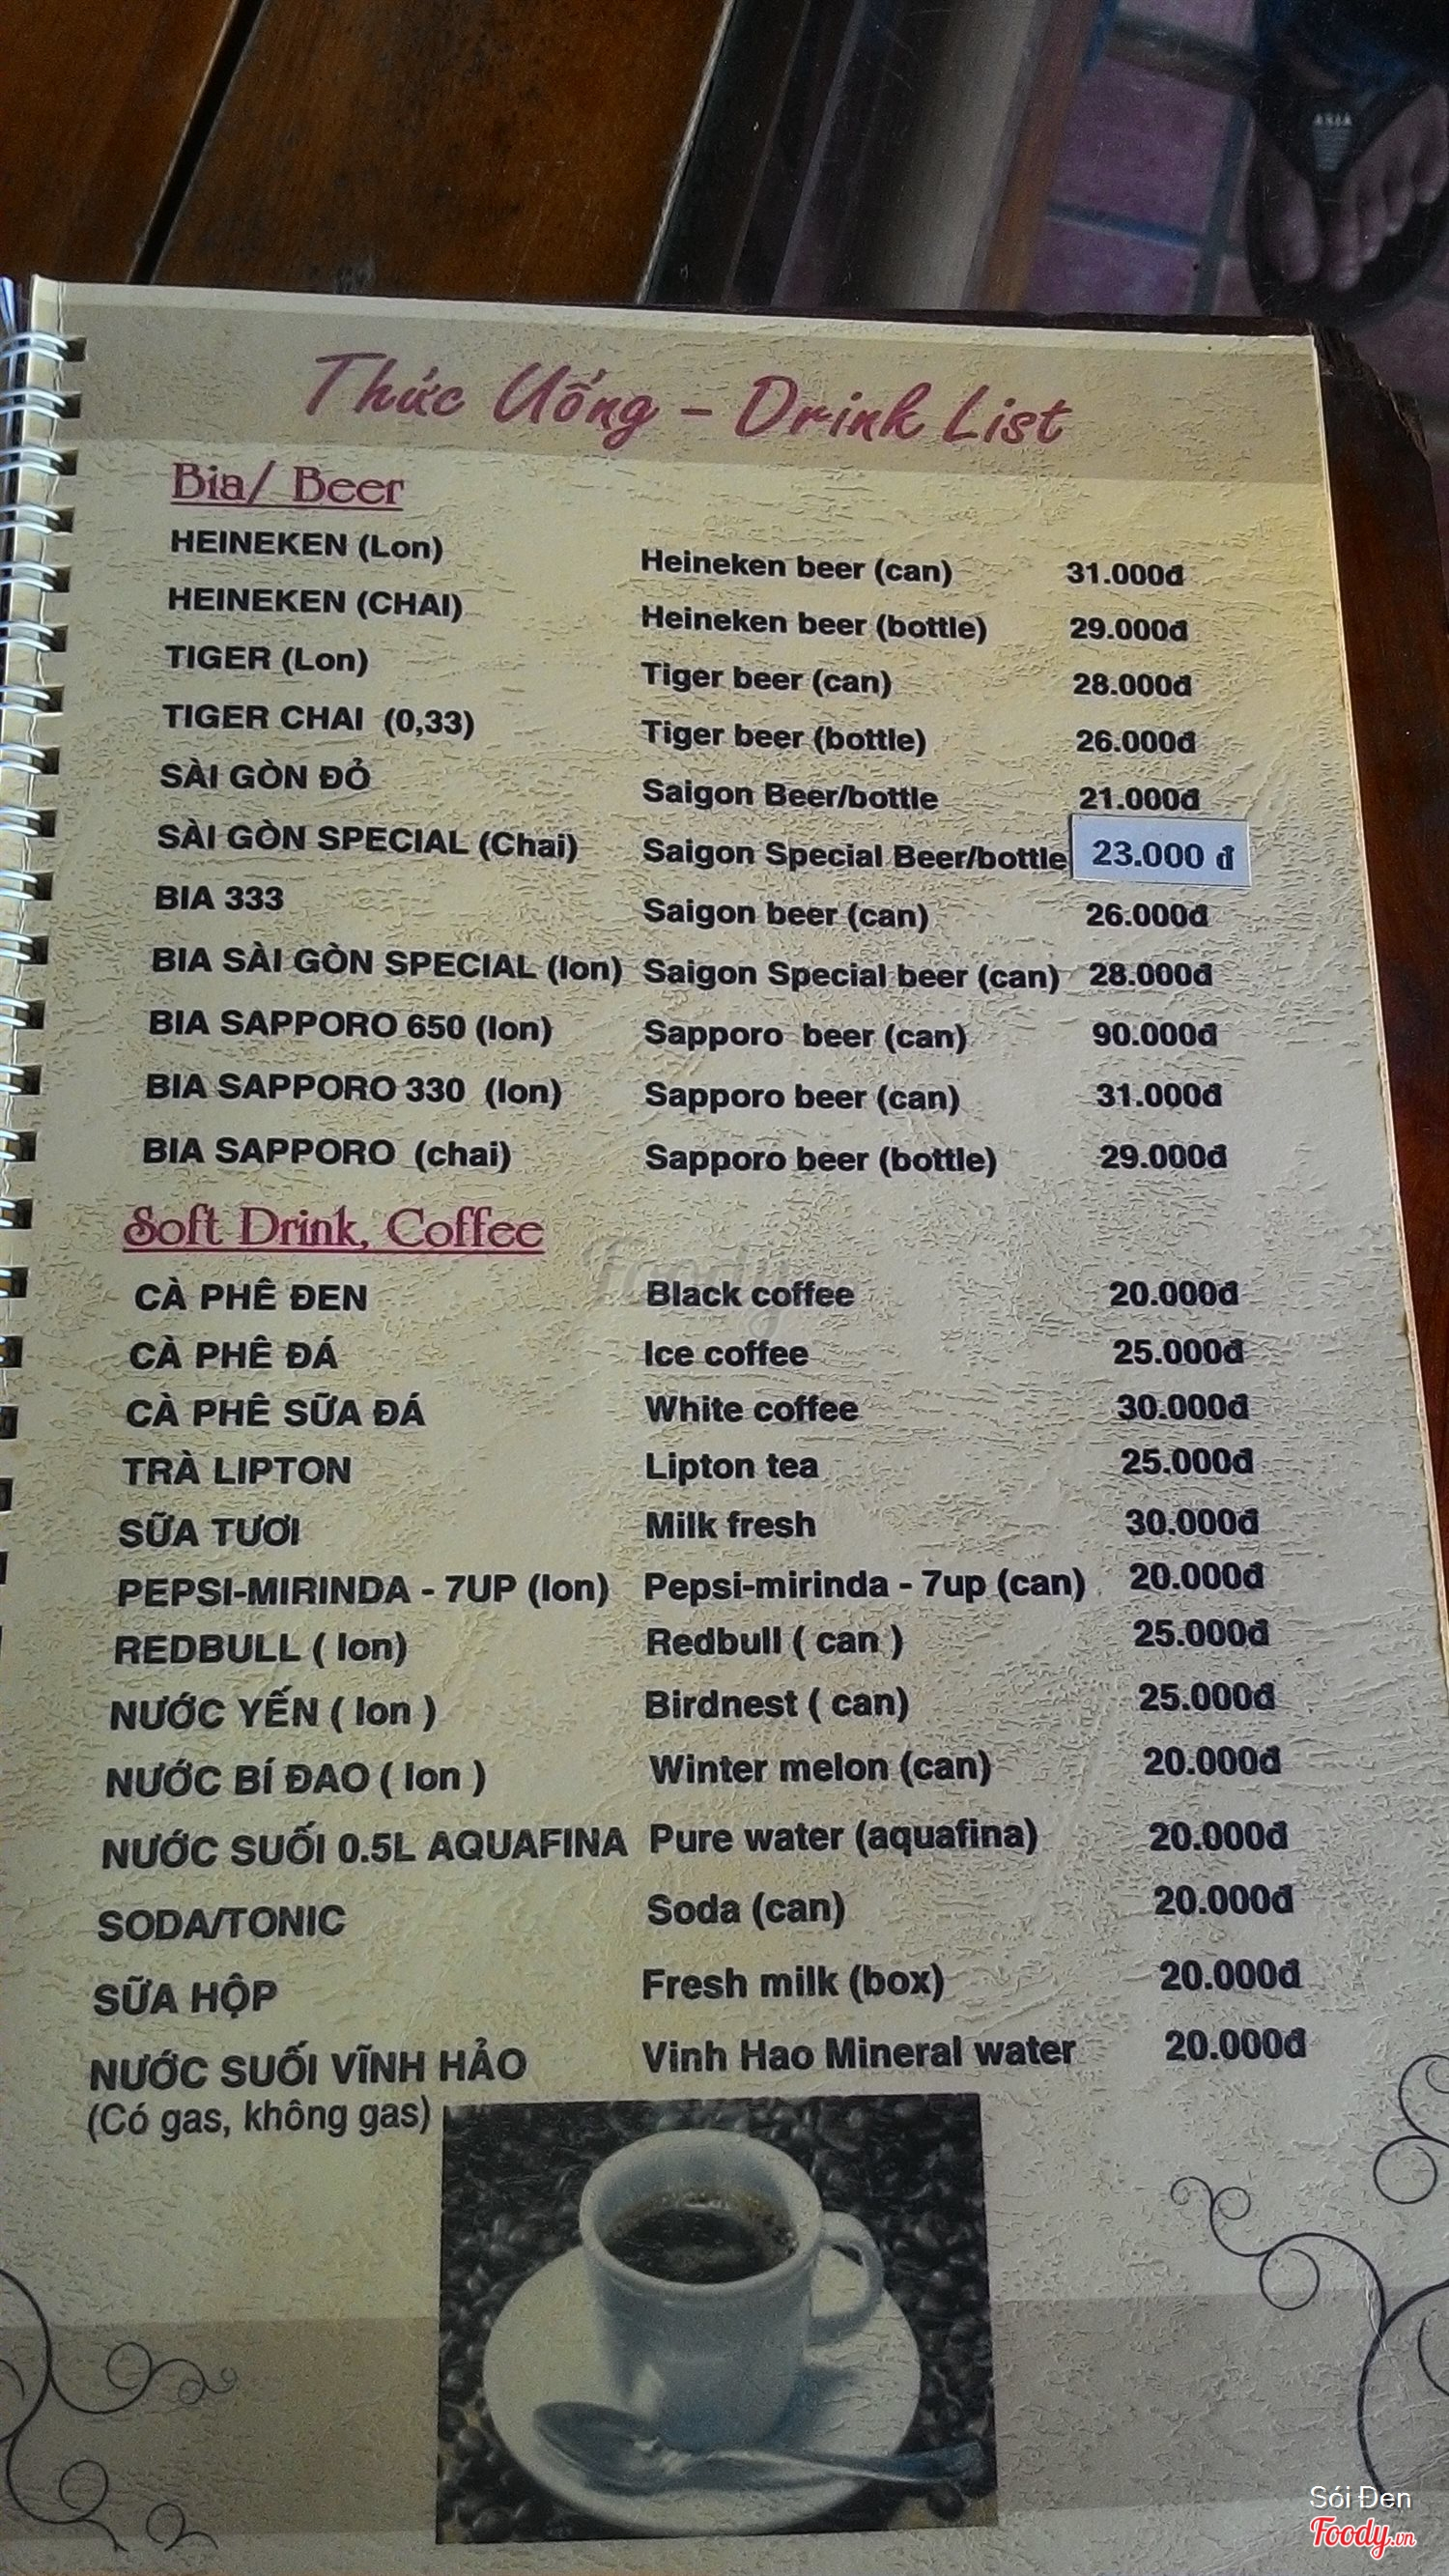 ASIA
Thức Uống - Drink List
Bia/ Beer
HEINEKEN (Lon) Heineken beer (can) 31.000đ
HEINEKEN (CHAI) Heineken beer (bottle) 29.000đ
TIGER (Lon) Tiger beer (can) 28.000đ
TIGER CHAI (0,33) Tiger beer (bottle) 26.000đ
SÀI GÒN ĐỎ Saigon Beer/bottle 21.000đ
SÀI GÒN SPECIAL (Chai) Saigon Special Beer/bottle 23.000 đ
BIA 333 Saigon beer (can) 26.000đ
BIA SÀI GÒN SPECIAL (lon) Saigon Special beer (can) 28.000đ
BIA SAPPORO 650 (lon) Sapporo beer (can) 90.000đ
BIA SAPPORO 330 (lon) Sapporo beer (can) 31.000đ
BIA SAPPORO (chai) Sapporo beer (bottle) 29.000đ
Soft Drink, Coffee
Foody
CÀ PHÊ ĐEN Black coffee 20.000đ
CÀ PHÊ ĐÁ Ice coffee 25.000đ
CÀ PHÊ SỮA ĐÁ White coffee 30.000đ
TRÀ LIPTON Lipton tea 25.000đ
SỮA TƯƠI Milk fresh 30.000đ
PEPSI-MIRINDA - 7UP (lon) Pepsi-mirinda - 7up (can) 20.000đ
REDBULL ( lon) Redbull ( can ) 25.000đ
NƯỚC YẾN ( lon ) Birdnest ( can) 25.000đ
NƯỚC BÍ ĐAO ( lon ) Winter melon (can) 20.000đ
NƯỚC SUỐI 0.5L AQUAFINA Pure water (aquafina) 20.000đ
SODA/TONIC Soda (can) 20.000đ
SỮA HỘP Fresh milk (box) 20.000đ
NƯỚC SUỐI VĨNH HẢO Vinh Hao Mineral water 20.000đ
(Có gas, không gas)
Sói Đen
Foody.vn